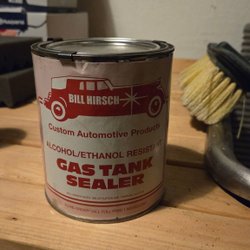 BILL HIRSCH
Custom Automotive Products
ALCOHOL/ETHANOL RESISTANT
GAS TANK
SEALER